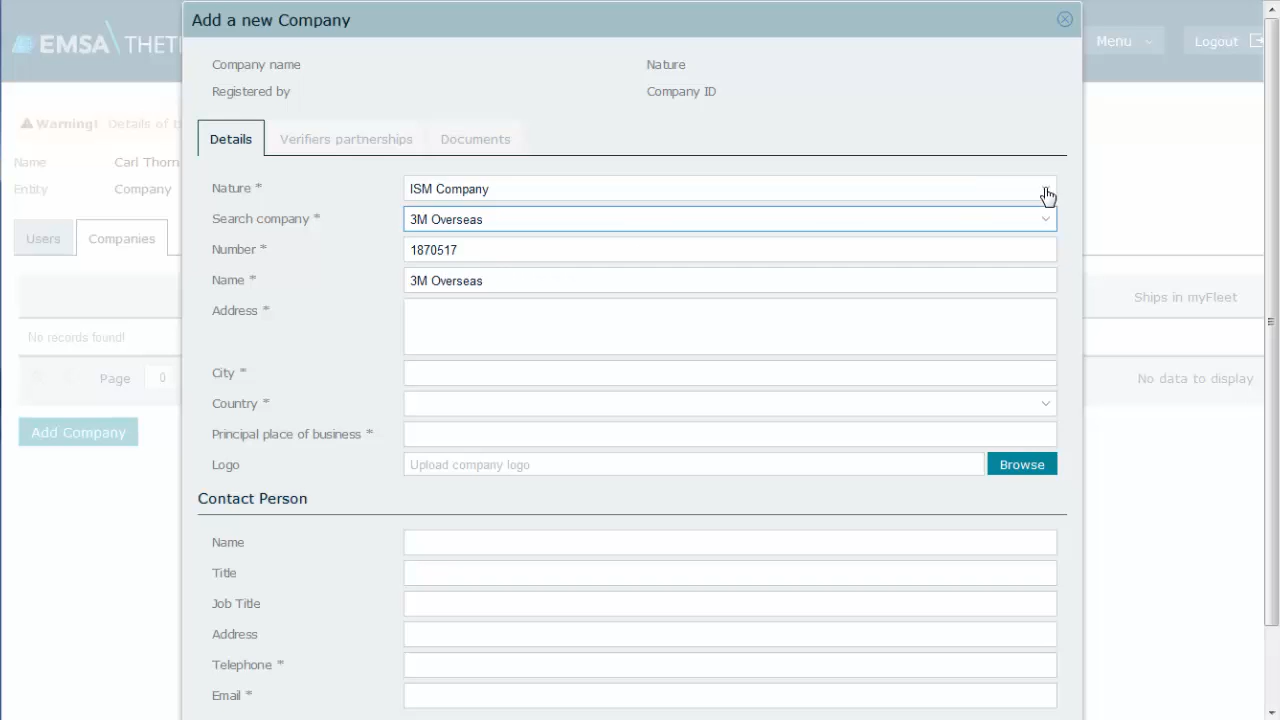 Add a new Company
EMSA THET
Menu
Logout
Company name
Nature
Registered by
Company ID
Warning! Details of t
Details
Verifiers partnerships
Documents
Name Carl Thorn
Entity Company
Nature *
ISM Company
Search company *
3M Overseas
Users
Companies
Number *
1870517
Name *
3M Overseas
Ships in myFleet
Address *
No records found!
City *
Page 0
No data to display
Country *
Add Company
Principal place of business *
Logo
Upload company logo
Browse
Contact Person
Name
Title
Job Title
Address
Telephone *
Email *